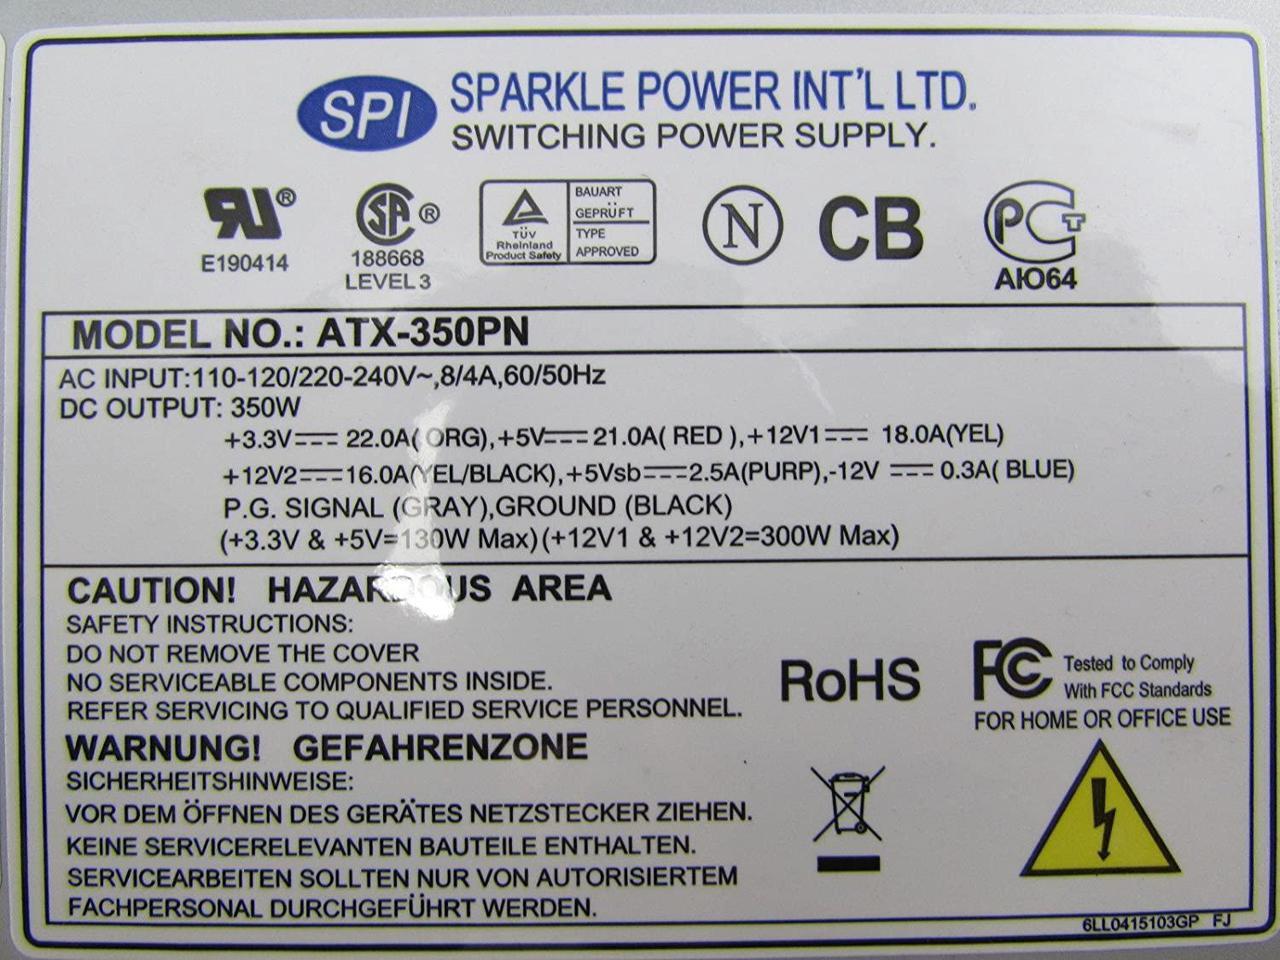 SPI SPARKLE POWER INT'L LTD.
SWITCHING POWER SUPPLY.
E190414
SA
188668
LEVEL 3
TÜV
Rheinland
Product Safety
BAUART
GEPRÜFT
TYPE
APPROVED
N
CB
PCT
АЮ64
MODEL NO.: ATX-350PN
AC INPUT:110-120/220-240V~,8/4A,60/50Hz
DC OUTPUT: 350W
+3.3V⎓ 22.0A( ORG),+5V⎓21.0A( RED ),+12V1⎓ 18.0A(YEL)
+12V2⎓16.0A(YEL/BLACK),+5Vsb⎓2.5A(PURP),-12V ⎓ 0.3A( BLUE)
P.G. SIGNAL (GRAY),GROUND (BLACK)
(+3.3V & +5V=130W Max)(+12V1 & +12V2=300W Max)
CAUTION! HAZARDOUS AREA
SAFETY INSTRUCTIONS:
DO NOT REMOVE THE COVER
NO SERVICEABLE COMPONENTS INSIDE.
REFER SERVICING TO QUALIFIED SERVICE PERSONNEL.
WARNUNG! GEFAHRENZONE
SICHERHEITSHINWEISE:
VOR DEM ÖFFNEN DES GERÄTES NETZSTECKER ZIEHEN.
KEINE SERVICERELEVANTEN BAUTEILE ENTHALTEN.
SERVICEARBEITEN SOLLTEN NUR VON AUTORISIERTEM
FACHPERSONAL DURCHGEFÜHRT WERDEN.
RoHS
FC Tested to Comply
With FCC Standards
FOR HOME OR OFFICE USE
6LL0415103GP FJ